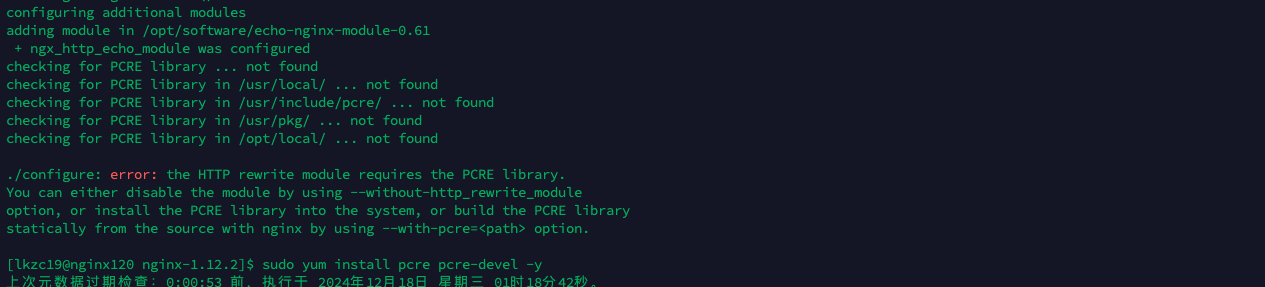 configuring additional modules
adding module in /opt/software/echo-nginx-module-0.61
 + ngx_http_echo_module was configured
checking for PCRE library ... not found
checking for PCRE library in /usr/local/ ... not found
checking for PCRE library in /usr/include/pcre/ ... not found
checking for PCRE library in /usr/pkg/ ... not found
checking for PCRE library in /opt/local/ ... not found
./configure: error: the HTTP rewrite module requires the PCRE library.
You can either disable the module by using --without-http_rewrite_module
option, or install the PCRE library into the system, or build the PCRE library
statically from the source with nginx by using --with-pcre=<path> option.
[lkzc19@nginx120 nginx-1.12.2]$ sudo yum install pcre pcre-devel -y
上次元数据过期检查：0:00:53 前，执行于 2024年12月18日 星期三 01时18分42秒。